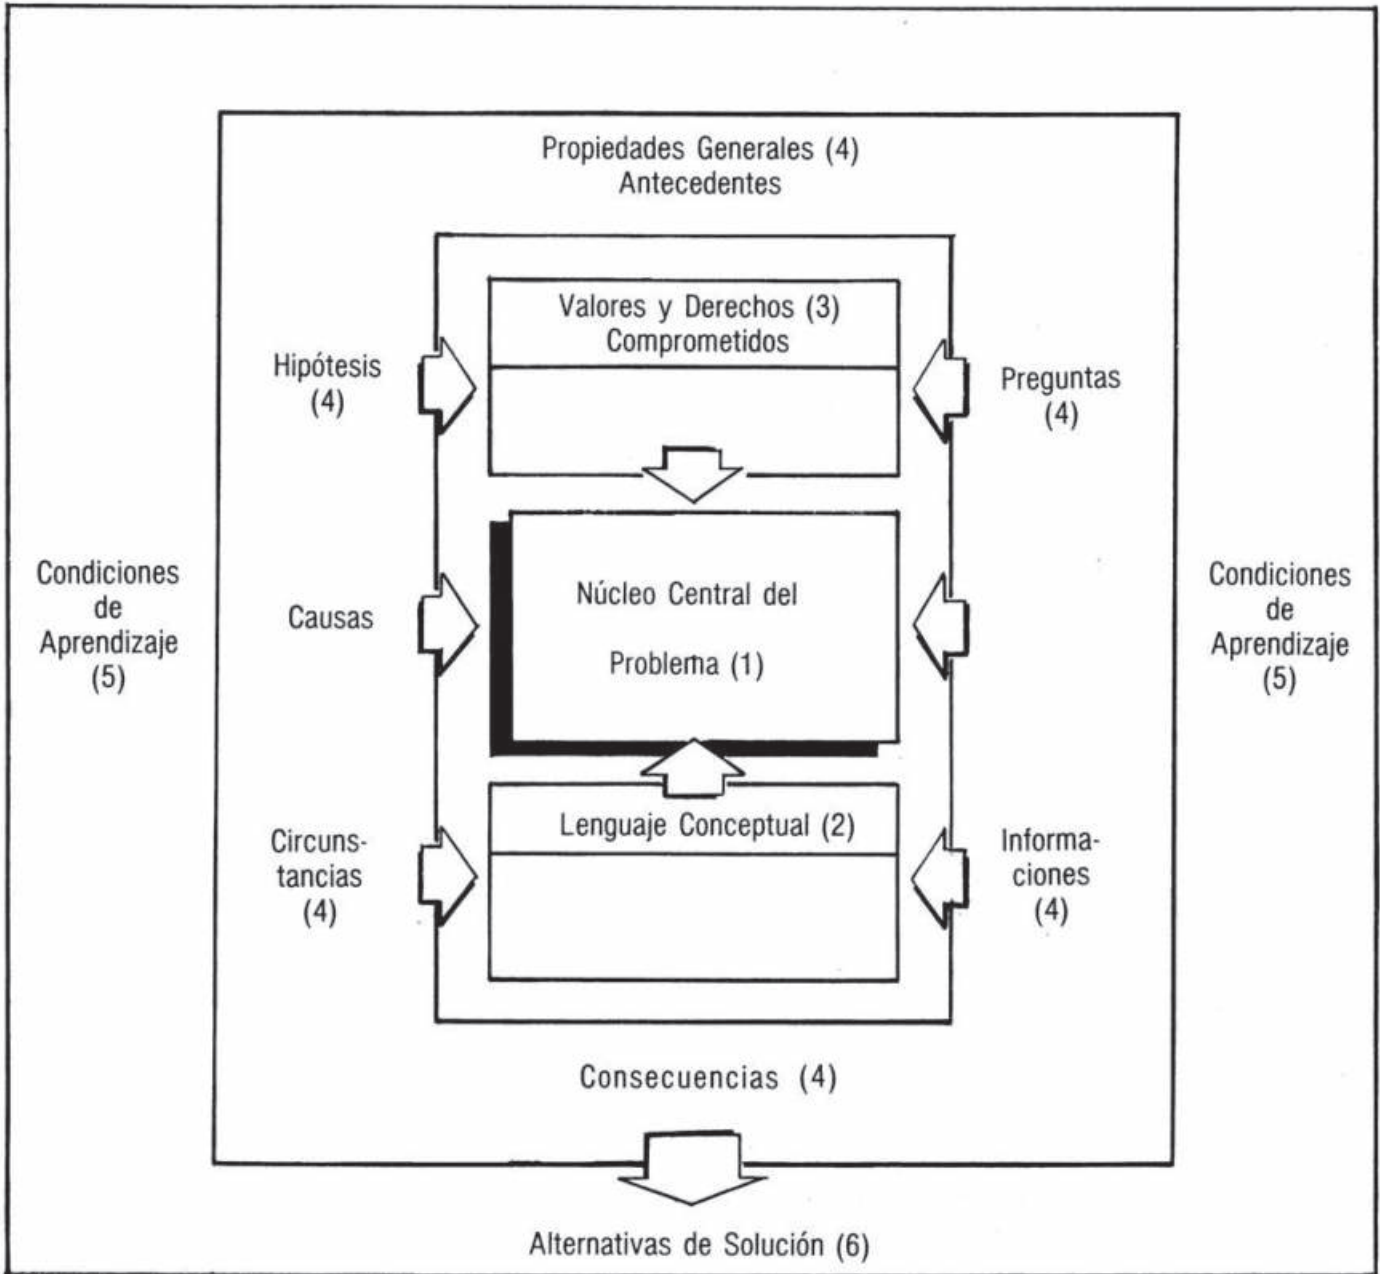 Propiedades Generales (4)
Antecedentes
Valores y Derechos (3)
Comprometidos
Hipótesis
(4)
Preguntas
(4)
Condiciones
de
Aprendizaje
(5)
Causas
Núcleo Central del
Problema (1)
Condiciones
de
Aprendizaje
(5)
Circuns-
tancias
(4)
Lenguaje Conceptual (2)
Informa-
ciones
(4)
Consecuencias (4)
Alternativas de Solución (6)